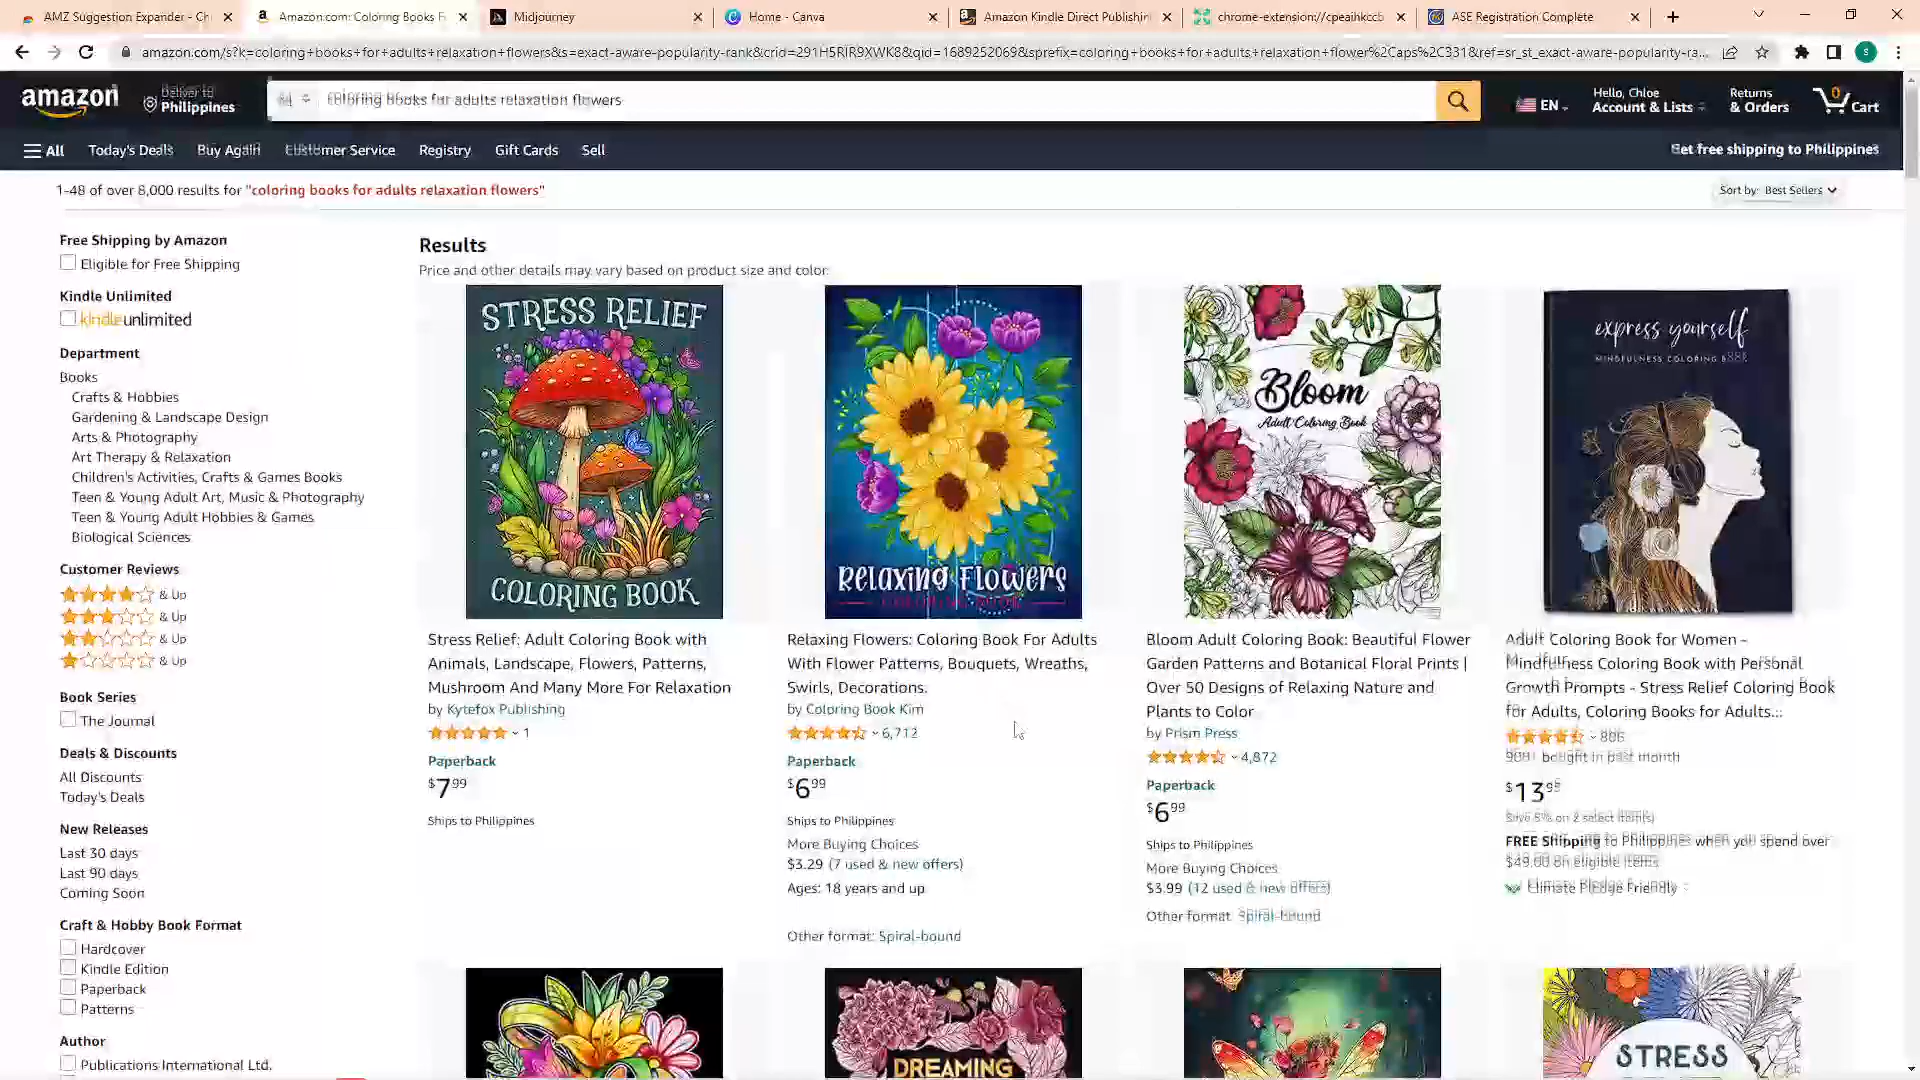 AMZ Suggestion Expander - Ch
Amazon.com: Coloring Books F
Midjourney
Home - Canva
Amazon Kindle Direct Publishin
chrome-extension://cpeaihkccb
ASE Registration Complete
amazon.com/s?k=coloring+books+for+adults+relaxation+flowers&s=exact-aware-popularity-rank&crid=291H5RIR9XWK8&qid=1689252069&sprefix=coloring+books+for+adults+relaxation+flower%2Caps%2C331&ref=sr_st_exact-aware-popularity-ra...
S
amazon
Deliver to
Philippines
coloring books for adults relaxation flowers
EN
Hello, Chloe
Account & Lists
Returns
& Orders
0
Cart
All
Today's Deals
Buy Again
Customer Service
Registry
Gift Cards
Sell
Get free shipping to Philippines
1-48 of over 8,000 results for "coloring books for adults relaxation flowers"
Sort by: Best Sellers
Free Shipping by Amazon
Eligible for Free Shipping
Kindle Unlimited
kindleunlimited
Department
Books
Crafts & Hobbies
Gardening & Landscape Design
Arts & Photography
Art Therapy & Relaxation
Children's Activities, Crafts & Games Books
Teen & Young Adult Art, Music & Photography
Teen & Young Adult Hobbies & Games
Biological Sciences
Customer Reviews
& Up
& Up
& Up
& Up
Book Series
The Journal
Deals & Discounts
All Discounts
Today's Deals
New Releases
Last 30 days
Last 90 days
Coming Soon
Craft & Hobby Book Format
Hardcover
Kindle Edition
Paperback
Patterns
Author
Publications International Ltd.
Results
Price and other details may vary based on product size and color.
STRESS RELIEF
COLORING BOOK
Stress Relief: Adult Coloring Book with
Animals, Landscape, Flowers, Patterns,
Mushroom And Many More For Relaxation
by Kytefox Publishing
1
Paperback
$7.99
Ships to Philippines
Relaxing Flowers
COLORING BOOK
Relaxing Flowers: Coloring Book For Adults
With Flower Patterns, Bouquets, Wreaths,
Swirls, Decorations.
by Coloring Book Kim
6,712
Paperback
$6.99
Ships to Philippines
More Buying Choices
$3.29 (7 used & new offers)
Ages: 18 years and up
Other format: Spiral-bound
Bloom
Adult Coloring Book
Bloom Adult Coloring Book: Beautiful Flower
Garden Patterns and Botanical Floral Prints |
Over 50 Designs of Relaxing Nature and
Plants to Color
by Prism Press
4,872
Paperback
$6.99
Ships to Philippines
More Buying Choices
$3.99 (12 used & new offers)
Other format: Spiral-bound
express yourself
MINDFULNESS COLORING
Adult Coloring Book for Women -
Mindfulness Coloring Book with Personal
Growth Prompts - Stress Relief Coloring Book
for Adults, Coloring Books for Adults...
bought in past month
$13
Save 5% on 2 select item(s)
FREE Shipping to Philippines when you spend over
$49.00 on eligible items
Climate Pledge Friendly
DREAMING
STRESS